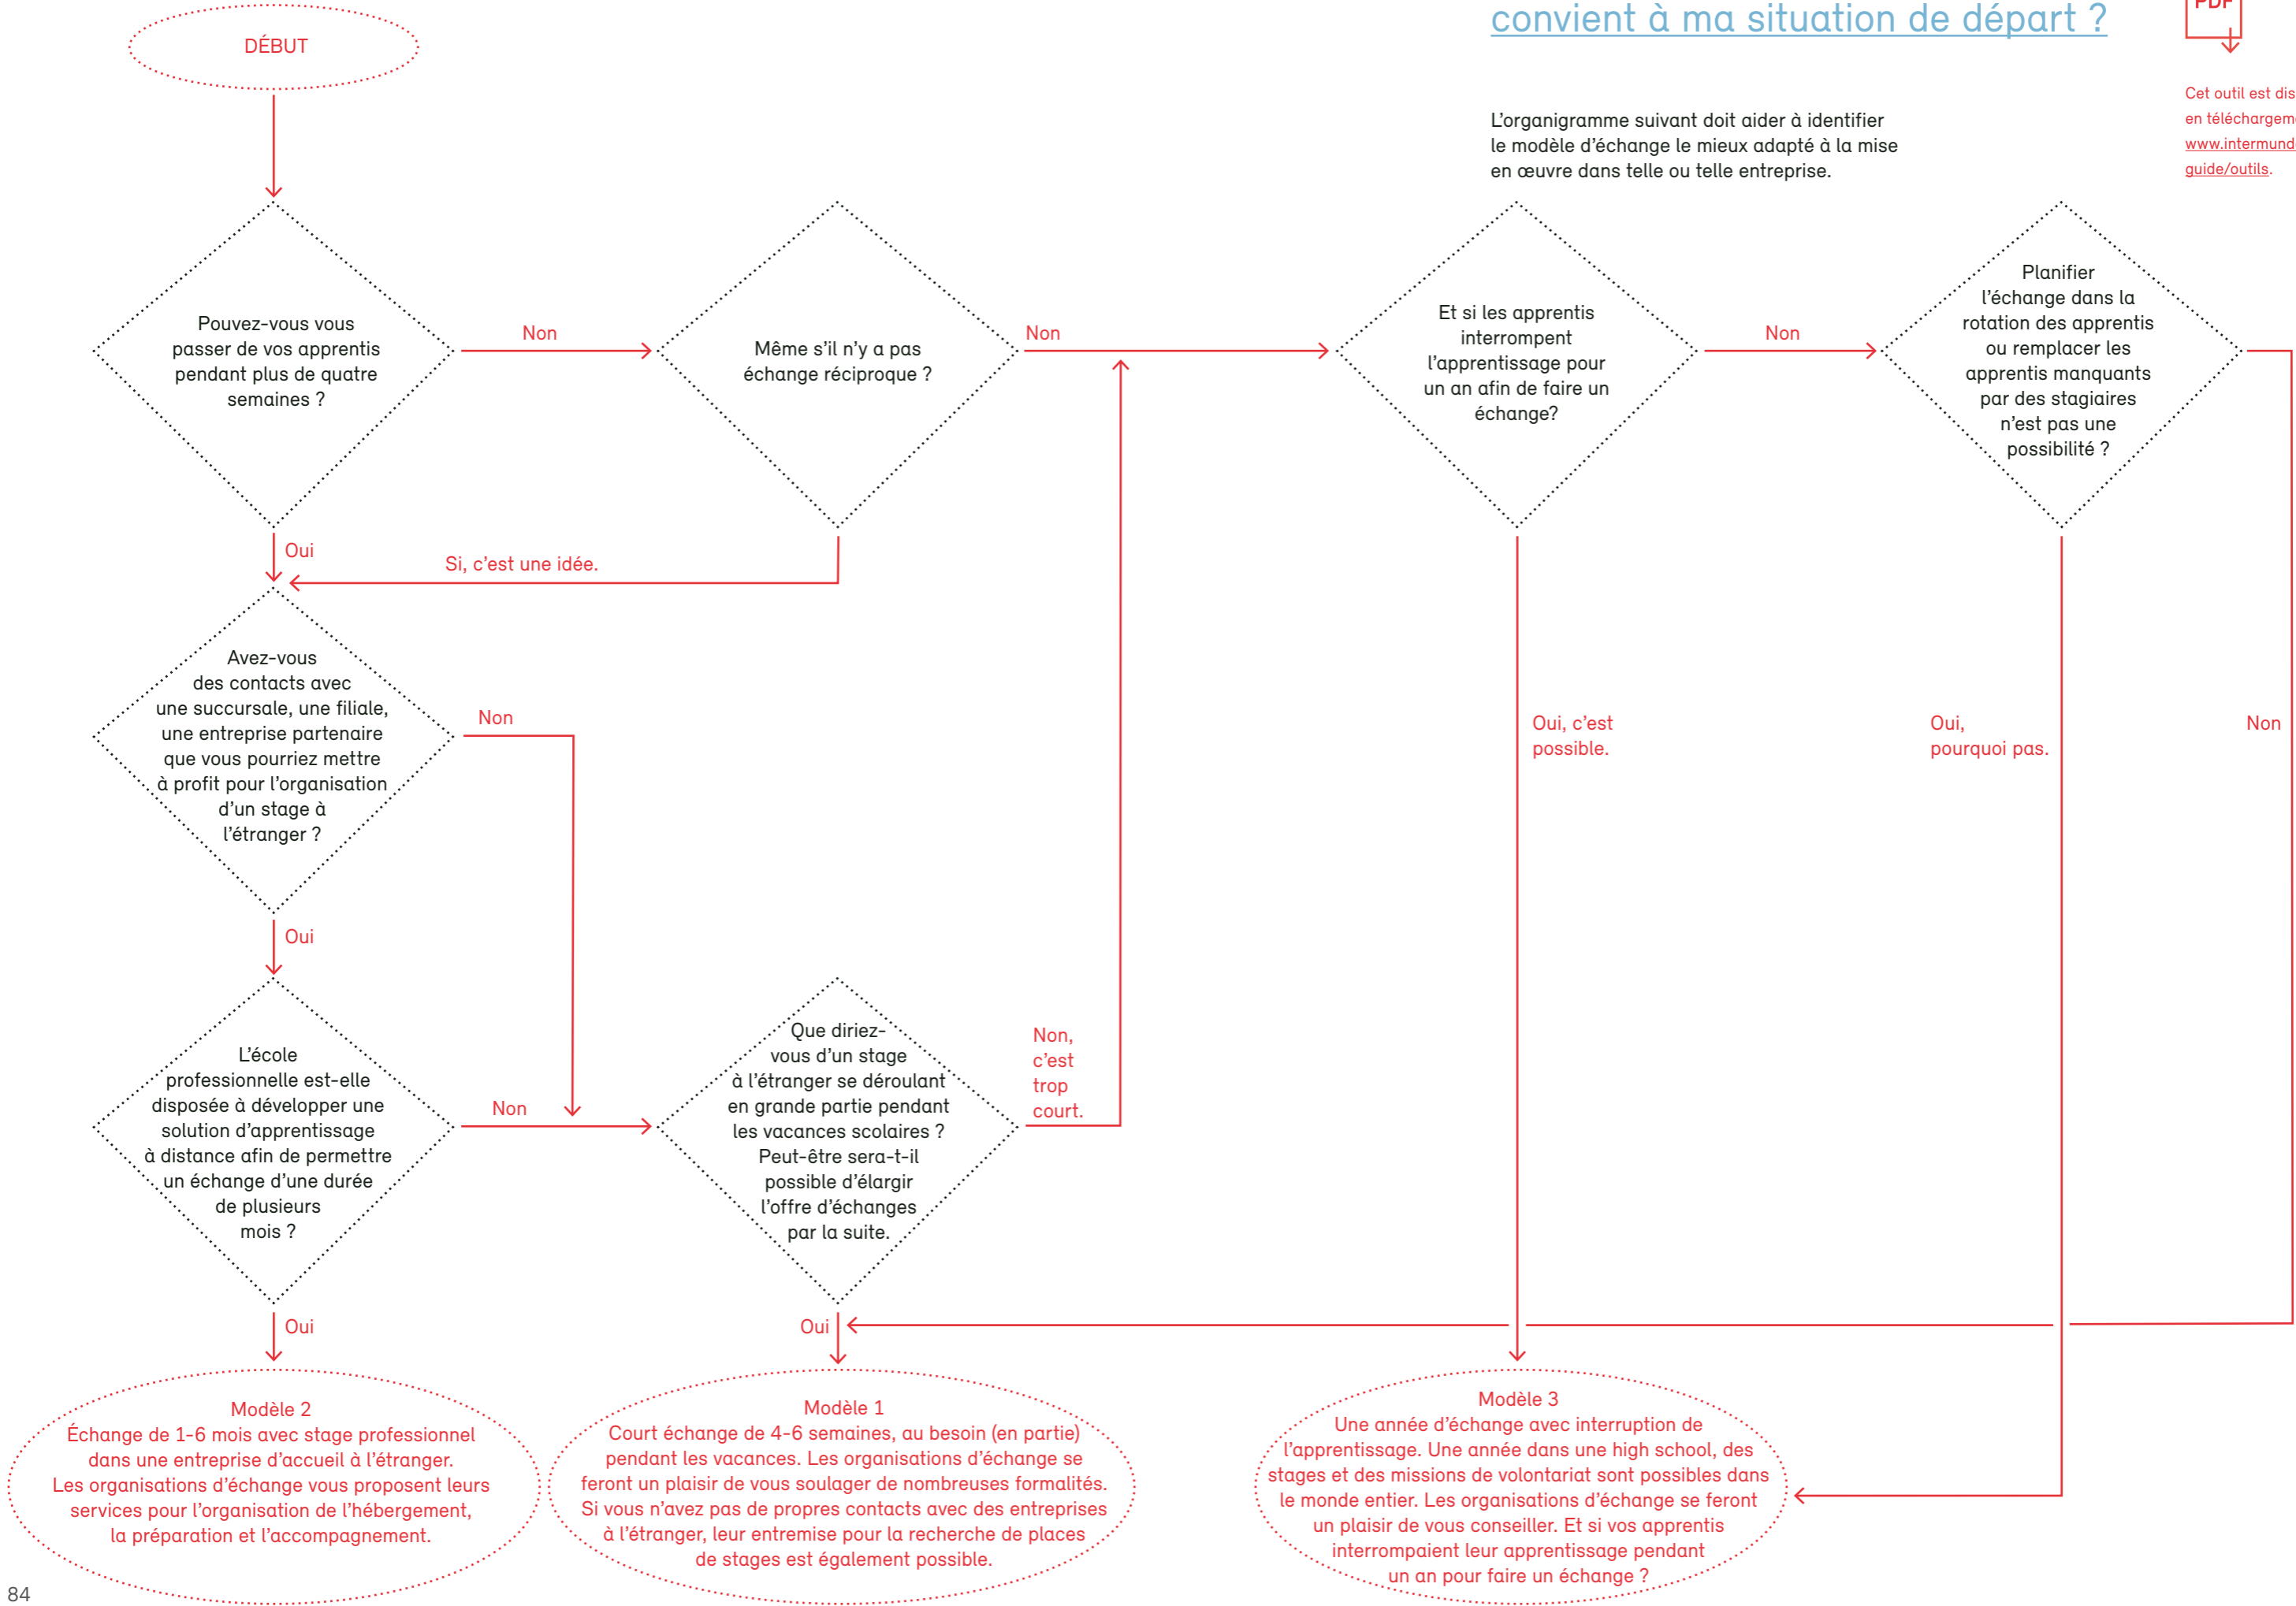 convient à ma situation de départ ?
PDF
DÉBUT
Cet outil est
en
www.intermund
guide/outils.
L'organigramme suivant doit aider à identifier
le modèle d'échange le mieux adapté à la mise
en œuvre dans telle ou telle entreprise.
Pouvez-vous vous
passer de vos apprentis
pendant plus de quatre
semaines ?
Non
Même s'il n'y a pas
échange réciproque ?
Non
Et si les apprentis
interrompent
l'apprentissage pour
un an afin de faire un
échange?
Non
Planifier
l'échange dans la
rotation des apprentis
ou remplacer les
apprentis manquants
par des stagiaires
n'est pas une
possibilité ?
Oui
Si, c'est une idée.
Avez-vous
des contacts avec
une succursale, une filiale,
une entreprise partenaire
que vous pourriez mettre
à profit pour l'organisation
d'un stage à
l'étranger ?
Non
Oui, c'est
possible.
Oui,
pourquoi pas.
Non
Oui
L'école
professionnelle est-elle
disposée à développer une
solution d'apprentissage
à distance afin de permettre
un échange d'une durée
de plusieurs
mois ?
Non
Que diriez-
vous d'un stage
à l'étranger se déroulant
en grande partie pendant
les vacances scolaires ?
Peut-être sera-t-il
possible d'élargir
l'offre d'échanges
par la suite.
Non,
c'est
trop
court.
Oui
Oui
Modèle 2
Échange de 1-6 mois avec stage professionnel
dans une entreprise d'accueil à l'étranger.
Les organisations d'échange vous proposent leurs
services pour l'organisation de l'hébergement,
la préparation et l'accompagnement.
Modèle 1
Court échange de 4-6 semaines, au besoin (en partie)
pendant les vacances. Les organisations d'échange se
feront un plaisir de vous soulager de nombreuses formalités.
Si vous n'avez pas de propres contacts avec des entreprises
à l'étranger, leur entremise pour la recherche de places
de stages est également possible.
Modèle 3
Une année d'échange avec interruption de
l'apprentissage. Une année dans une high school, des
stages et des missions de volontariat sont possibles dans
le monde entier. Les organisations d'échange se feront
un plaisir de vous conseiller. Et si vos apprentis
interrompaient leur apprentissage pendant
un an pour faire un échange ?
84